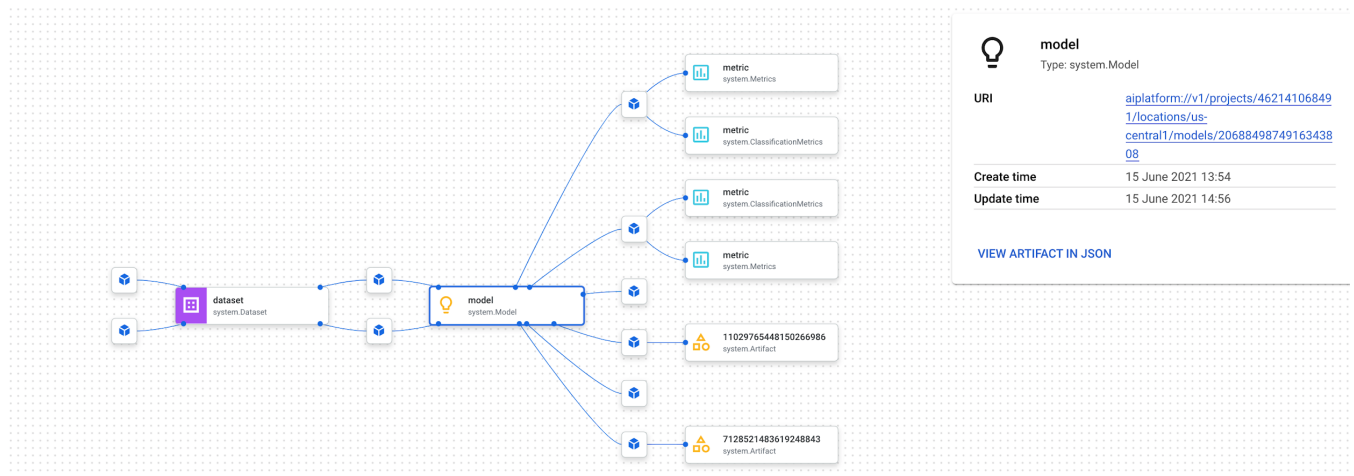 metric
system.Metrics
metric
system.ClassificationMetrics
metric
system.ClassificationMetrics
metric
system.Metrics
dataset
system.Dataset
model
system.Model
11029765448150266986
system.Artifact
7128521483619248843
system.Artifact
model
Type: system.Model
URI
aiplatform://v1/projects/46214106849
1/locations/us-
central1/models/20688498749163438
08
Create time 15 June 2021 13:54
Update time 15 June 2021 14:56
VIEW ARTIFACT IN JSON